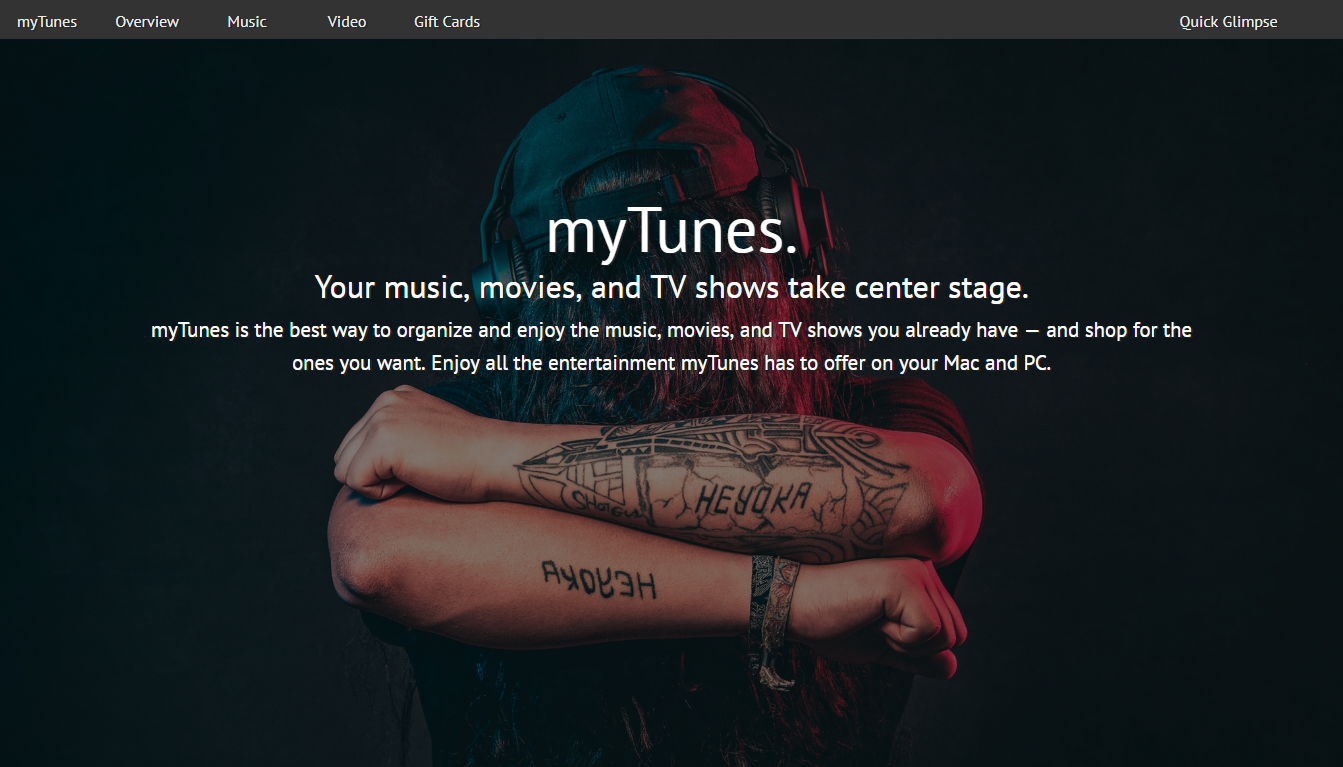 myTunes Overview Music Video Gift Cards Quick Glimpse
myTunes.
Your music, movies, and TV shows take center stage.
myTunes is the best way to organize and enjoy the music, movies, and TV shows you already have — and shop for the
ones you want. Enjoy all the entertainment myTunes has to offer on your Mac and PC.
HEYOKA
HEYOKA